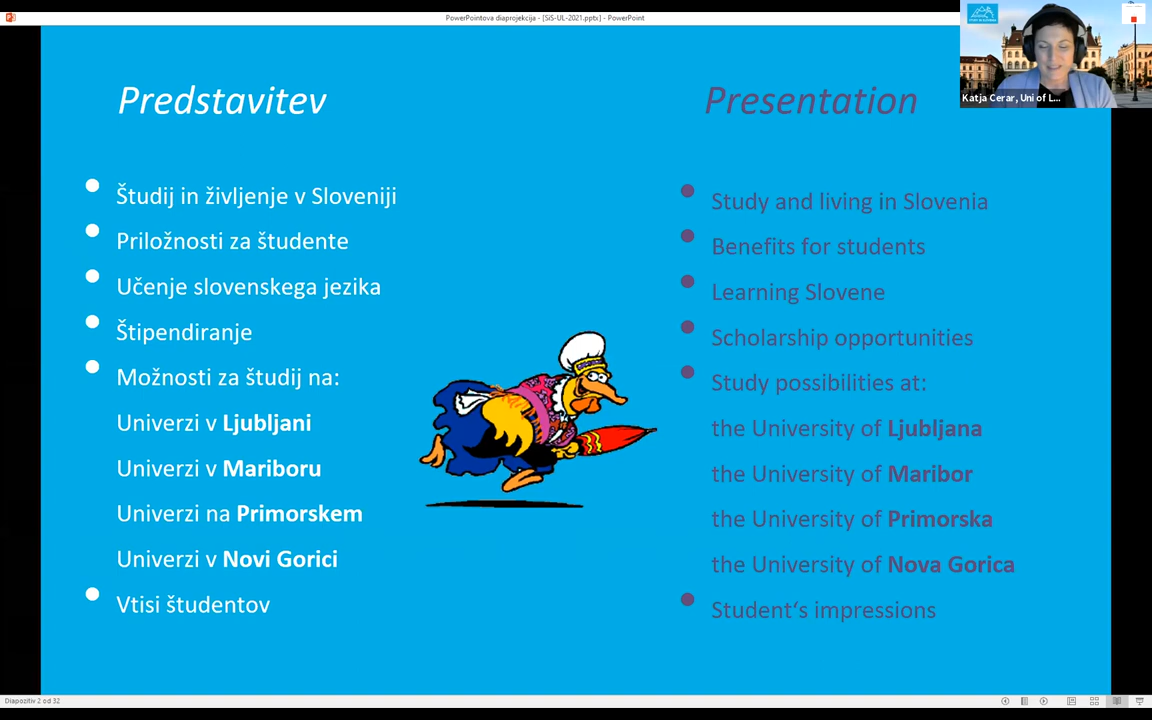 PowerPointova diaprojekcija - [SiS-UL-2021.pptx] - PowerPoint
Katja Cerar, Uni of L...
Predstavitev
Študij in življenje v Sloveniji
Priložnosti za študente
Učenje slovenskega jezika
Štipendiranje
Možnosti za študij na:
Univerzi v Ljubljani
Univerzi v Mariboru
Univerzi na Primorskem
Univerzi v Novi Gorici
Vtisi študentov
Presentation
Study and living in Slovenia
Benefits for students
Learning Slovene
Scholarship opportunities
Study possibilities at:
the University of Ljubljana
the University of Maribor
the University of Primorska
the University of Nova Gorica
Student‘s impressions
Diapozitiv 2 od 32